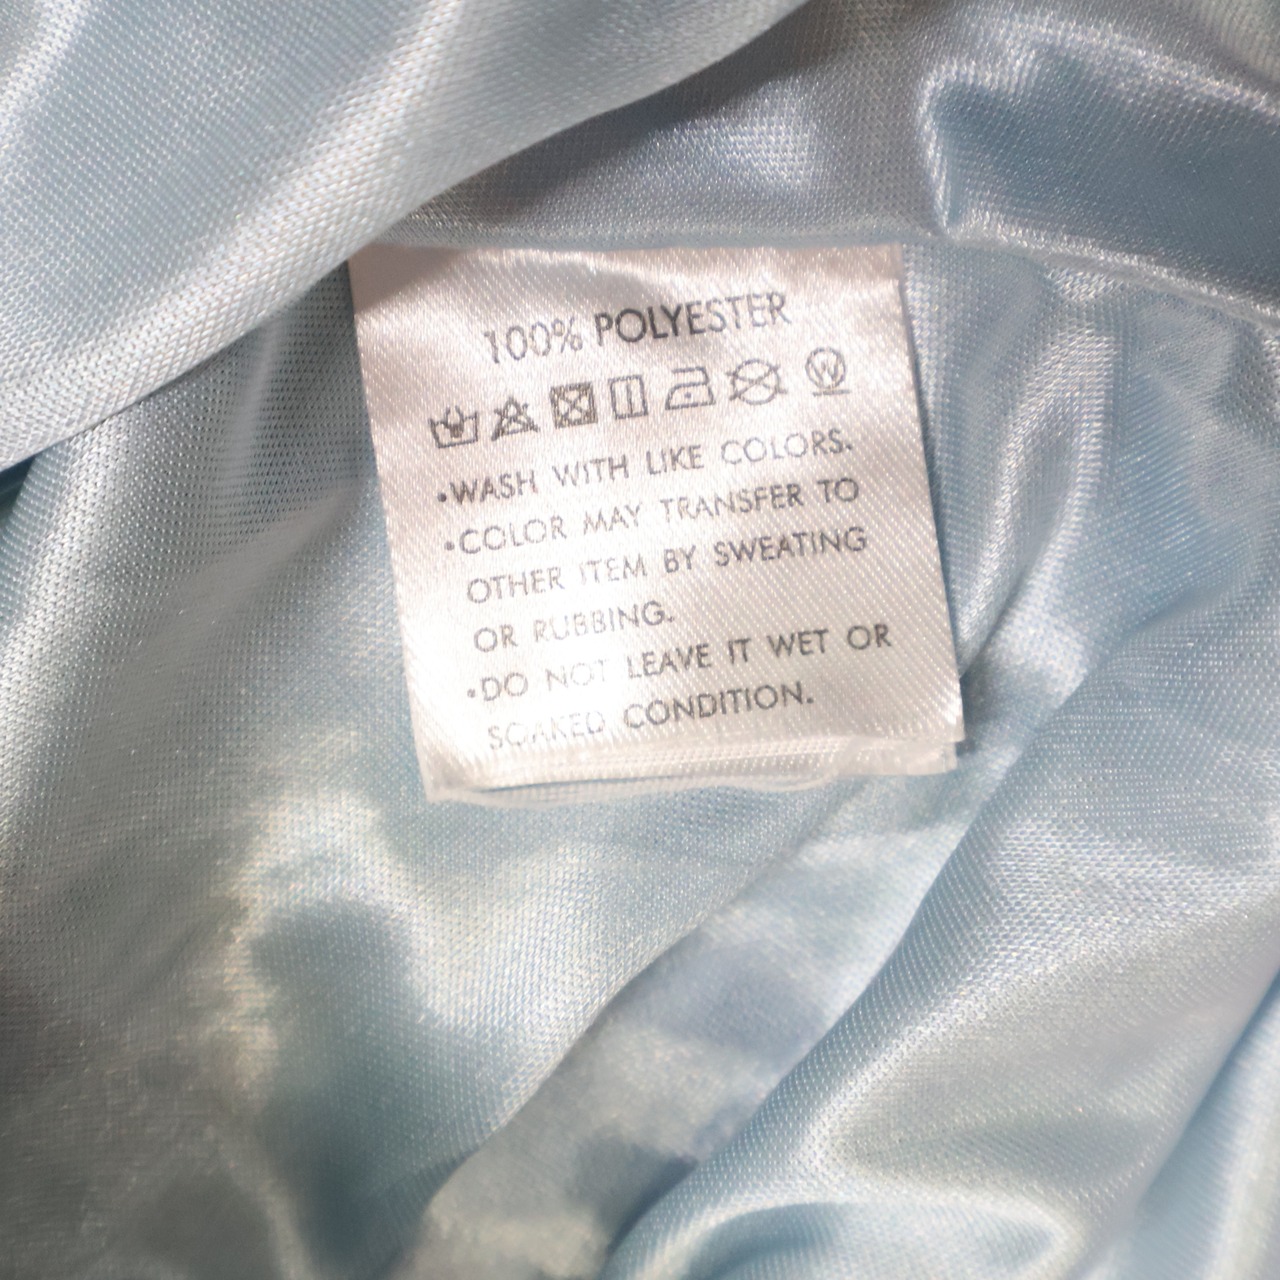 100% POLYESTER
W
•WASH WITH LIKE COLORS.
•COLOR MAY TRANSFER TO
OTHER ITEM BY SWEATING
OR RUBBING.
•DO NOT LEAVE IT WET OR
SOAKED CONDITION.